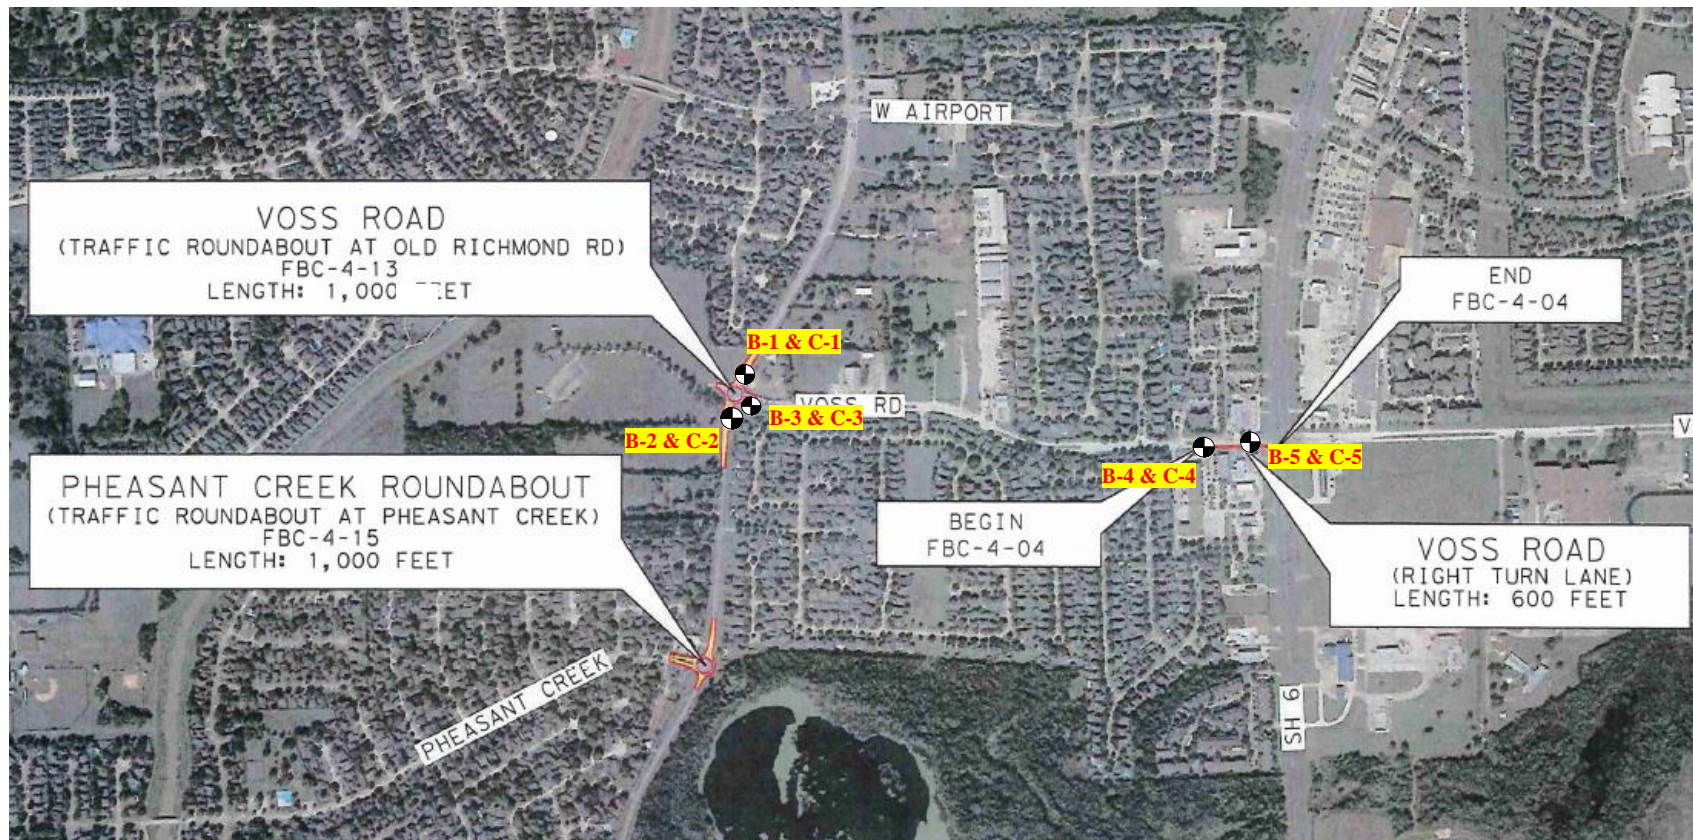 W AIRPORT
VOSS ROAD
(TRAFFIC ROUNDABOUT AT OLD RICHMOND RD)
FBC-4-13
LENGTH: 1,000 FEET
END
FBC-4-04
B-1 & C-1
VOSS RD
B-3 & C-3
B-2 & C-2
V
B-5 & C-5
B-4 & C-4
PHEASANT CREEK ROUNDABOUT
(TRAFFIC ROUNDABOUT AT PHEASANT CREEK)
FBC-4-15
LENGTH: 1,000 FEET
BEGIN
FBC-4-04
VOSS ROAD
(RIGHT TURN LANE)
LENGTH: 600 FEET
PHEASANT CREEK
SH 6